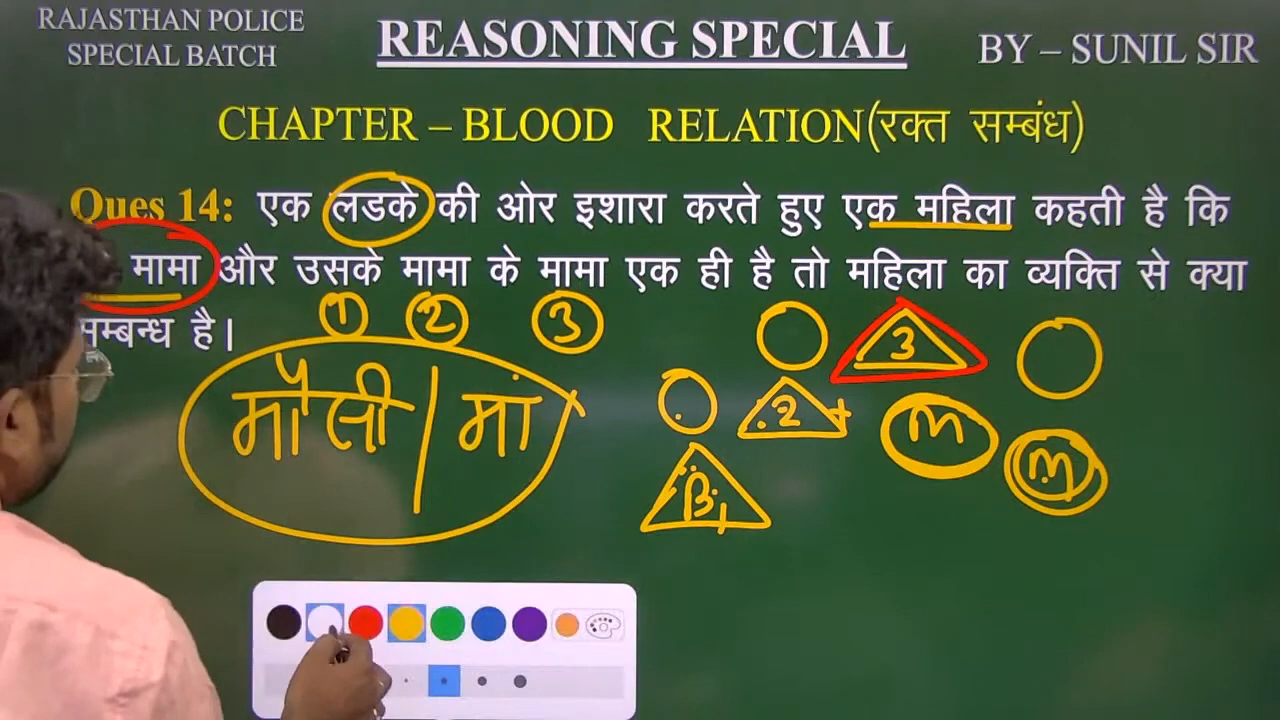 RAJASTHAN POLICE
SPECIAL BATCH
REASONING SPECIAL
BY – SUNIL SIR
CHAPTER – BLOOD RELATION(रक्त सम्बंध)
Ques 14: एक लडके की ओर इशारा करते हुए एक महिला कहती है कि
मामा और उसके मामा के मामा एक ही है तो महिला का व्यक्ति से क्या
सम्बन्ध है।
1 2 3
मौसी | मां
3
2 +
m
m
B1